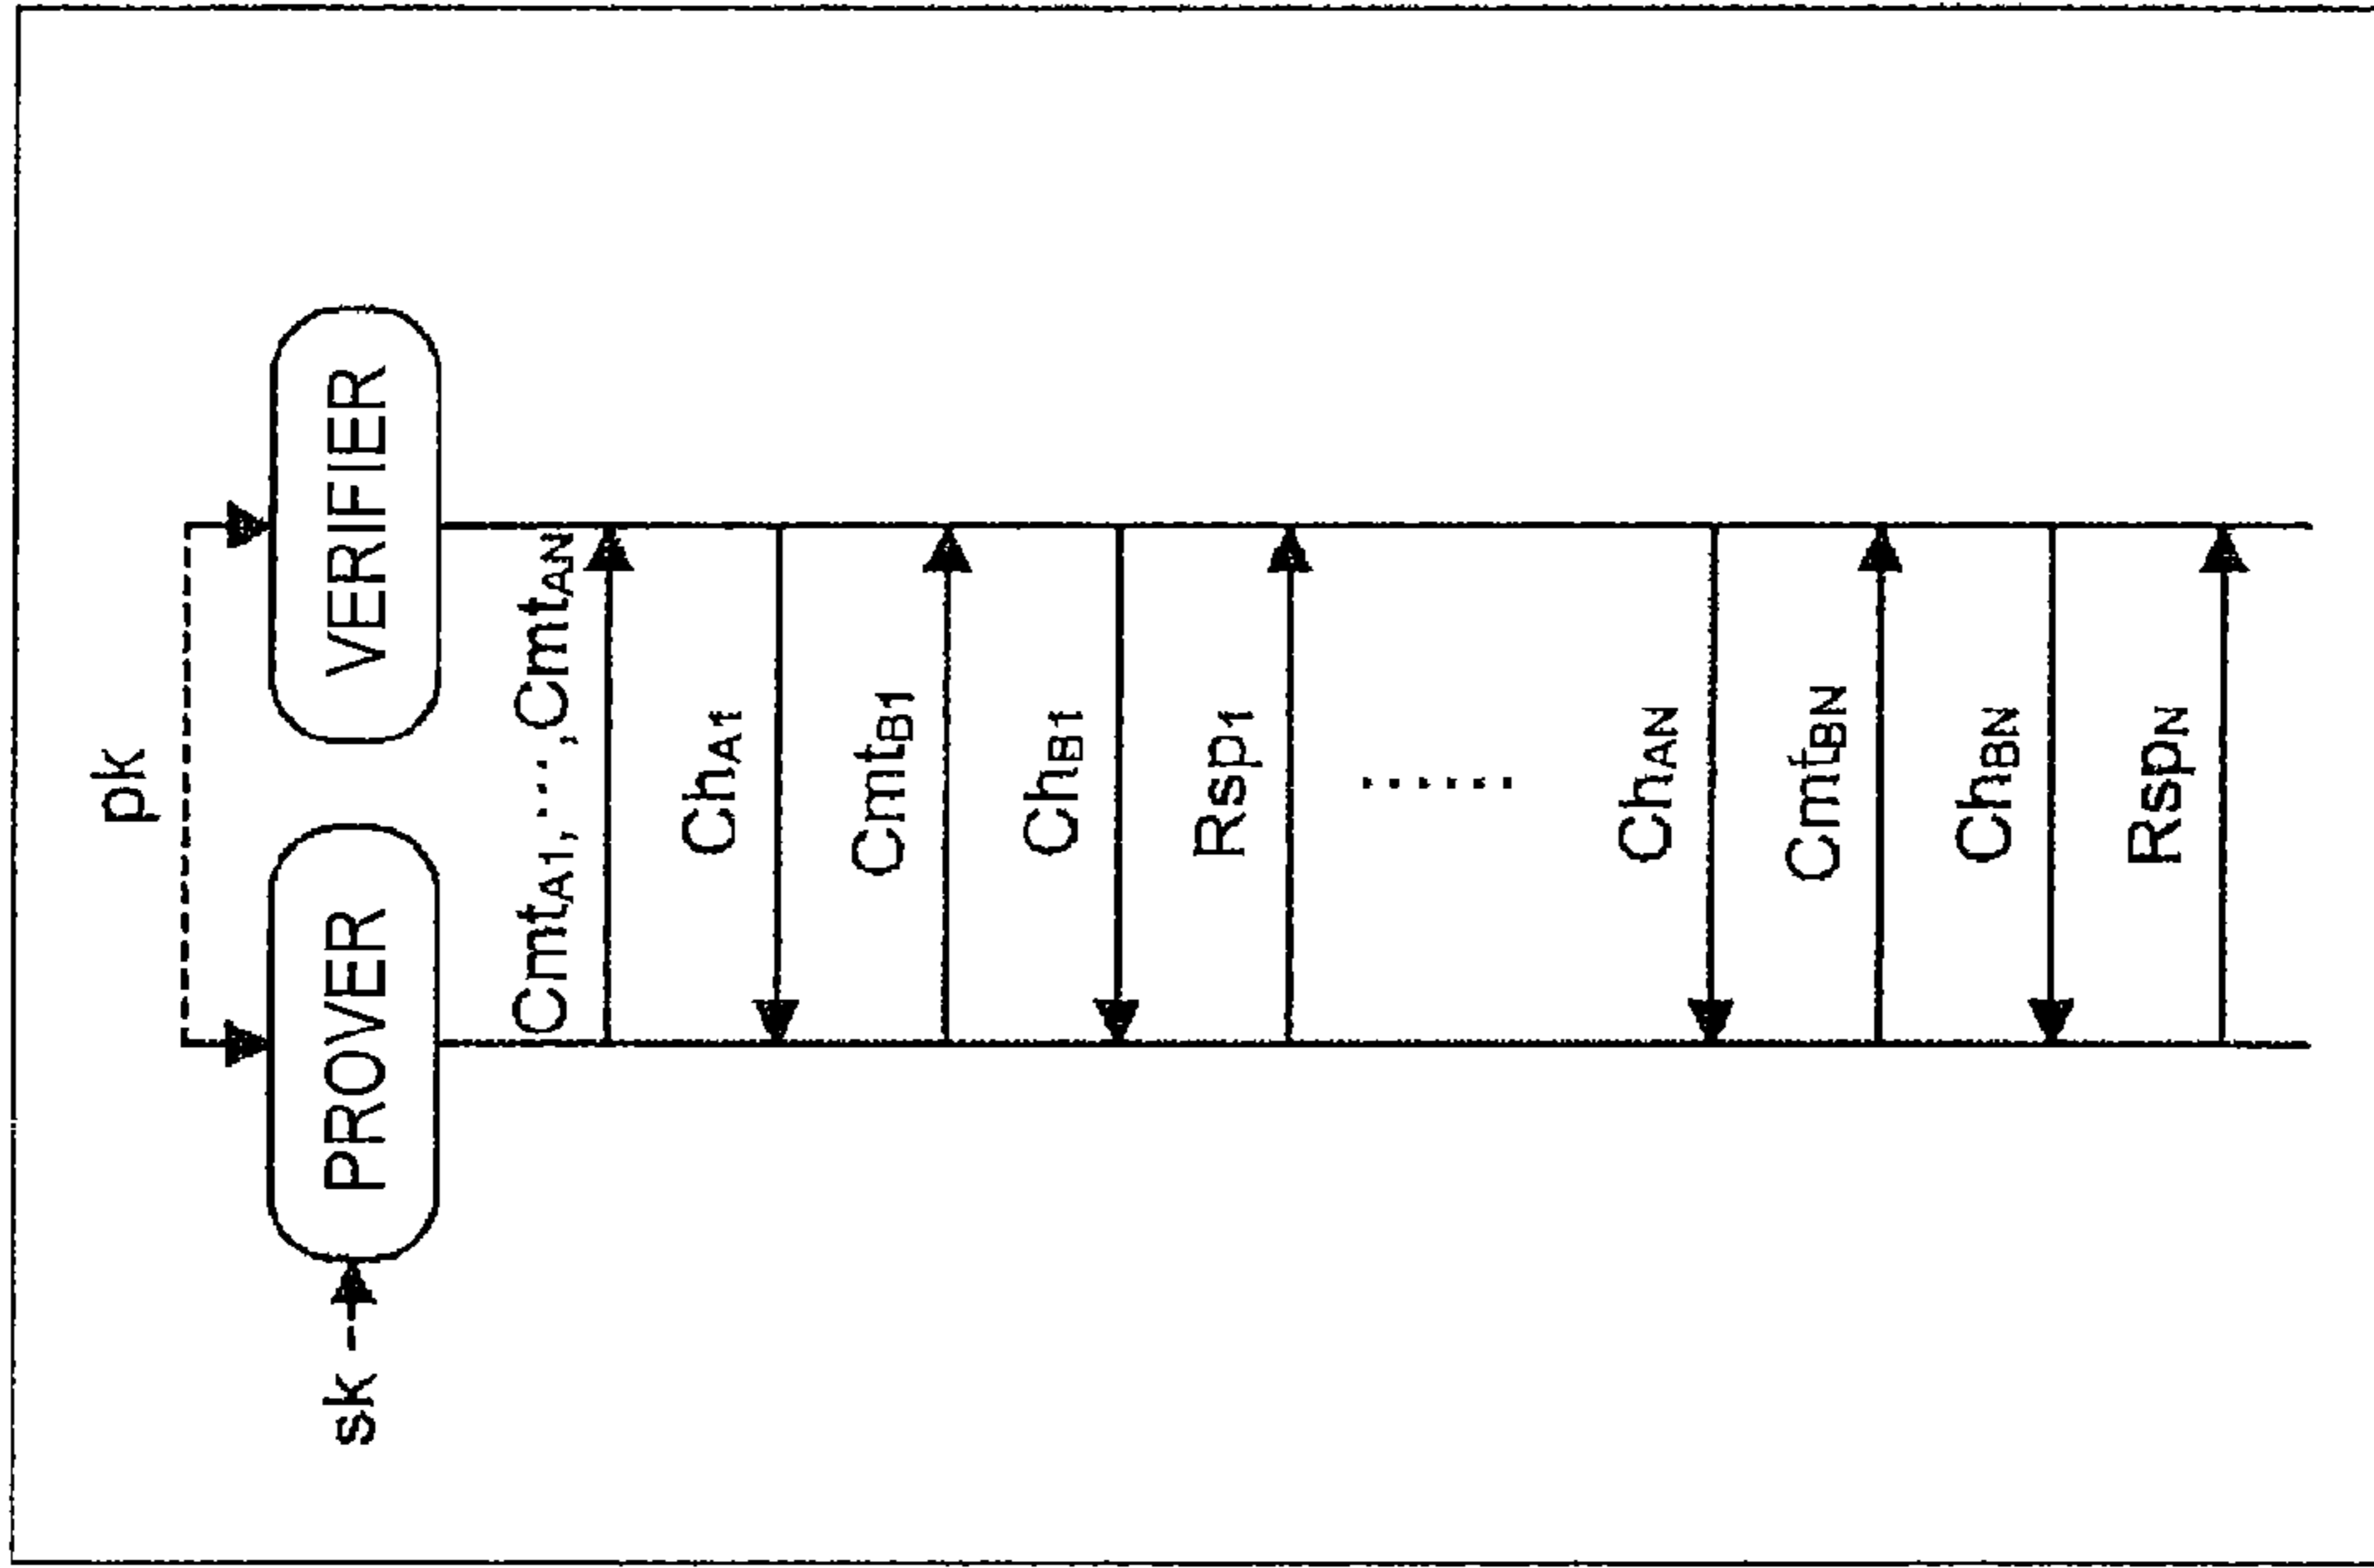 pk
sk
PROVER
VERIFIER
CmtA1, ..., CmtAN
ChA1
CmtB1
ChB1
Rsp1
......
ChAN
CmtBN
ChBN
RspN